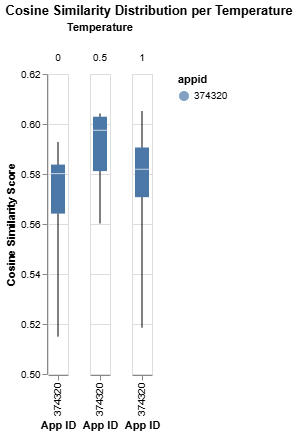 Cosine Similarity Distribution per Temperature
Temperature
0 0.5 1
appid
374320
0.62
0.60
0.58
0.56
0.54
0.52
0.50
Cosine Similarity Score
374320 374320 374320
App ID App ID App ID